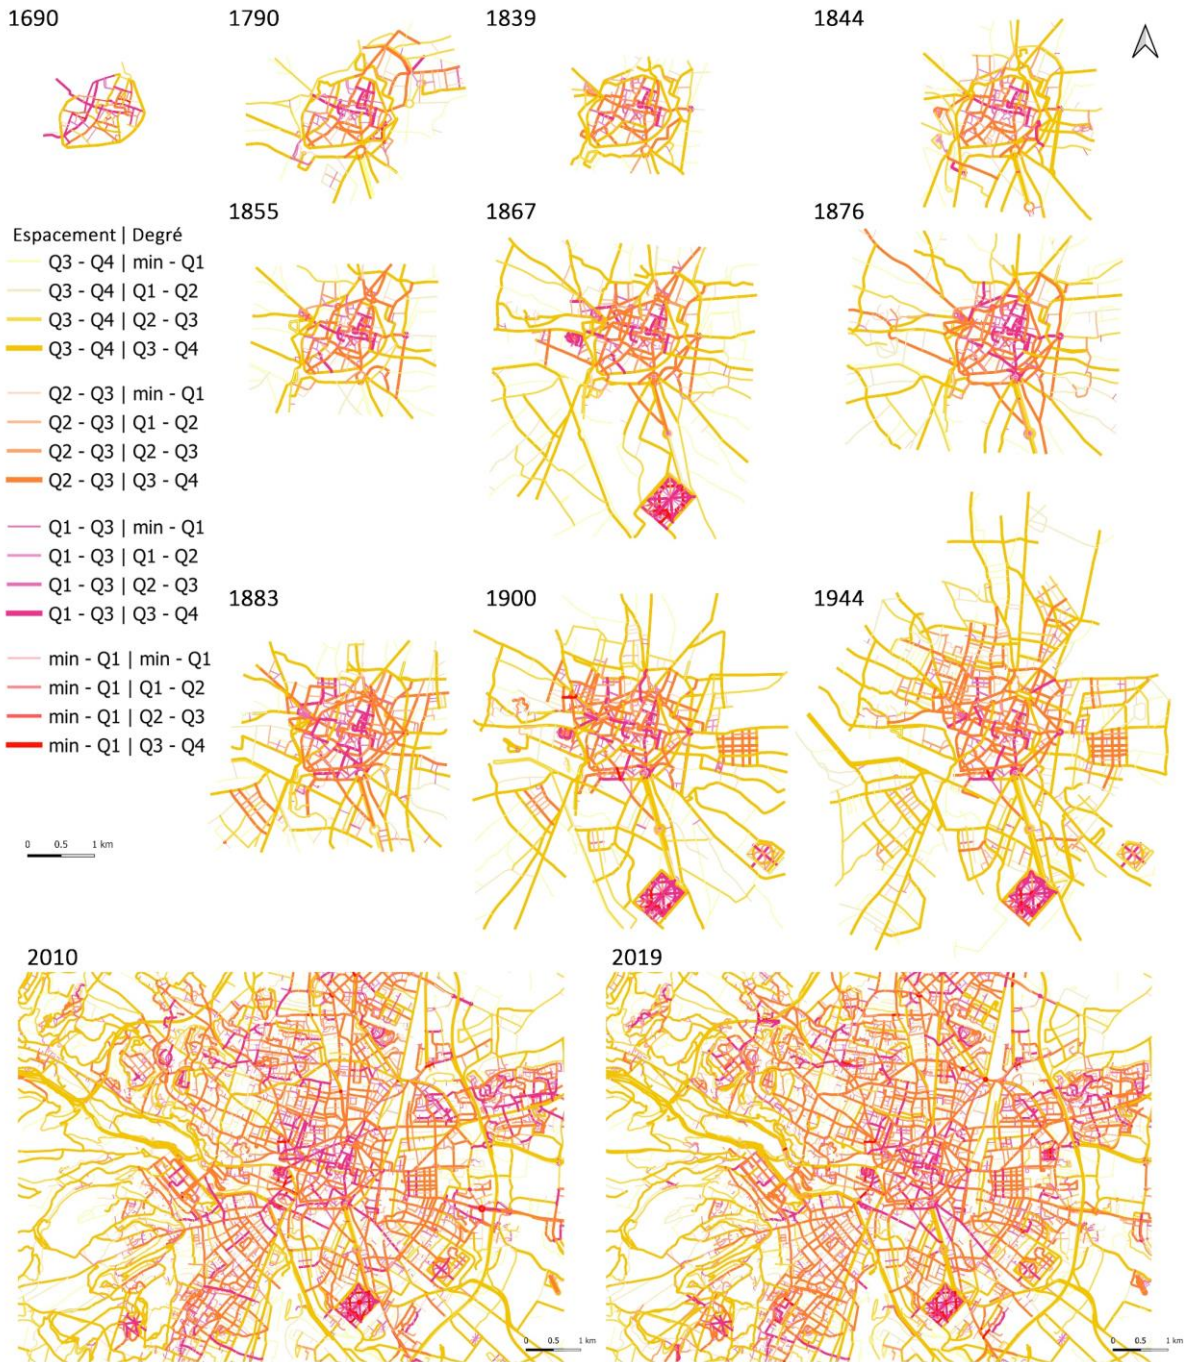 1690
1790
1839
1844
1855
1867
1876
Espacement | Degré
Q3 - Q4 | min - Q1
Q3 - Q4 | Q1 - Q2
Q3 - Q4 | Q2 - Q3
Q3 - Q4 | Q3 - Q4
Q2 - Q3 | min - Q1
Q2 - Q3 | Q1 - Q2
Q2 - Q3 | Q2 - Q3
Q2 - Q3 | Q3 - Q4
Q1 - Q3 | min - Q1
Q1 - Q3 | Q1 - Q2
Q1 - Q3 | Q2 - Q3
Q1 - Q3 | Q3 - Q4
min - Q1 | min - Q1
min - Q1 | Q1 - Q2
min - Q1 | Q2 - Q3
min - Q1 | Q3 - Q4
1883
1900
1944
0 0.5 1 km
2010
2019
0 0.5 1 km
0 0.5 1 km